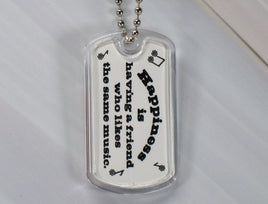 Happiness
is
having a friend
who likes
the same music.